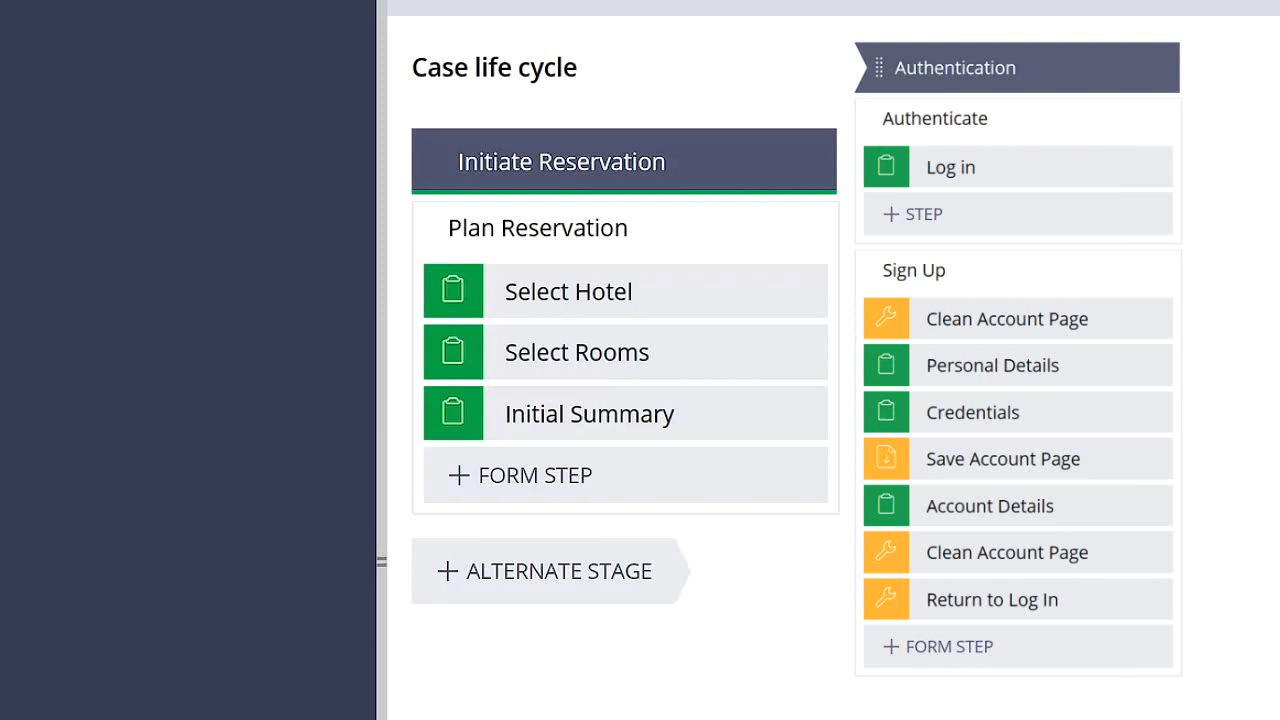 Case life cycle
Initiate Reservation
Plan Reservation
Select Hotel
Select Rooms
Initial Summary
+ FORM STEP
+ ALTERNATE STAGE
Authentication
Authenticate
Log in
+ STEP
Sign Up
Clean Account Page
Personal Details
Credentials
Save Account Page
Account Details
Clean Account Page
Return to Log In
+ FORM STEP